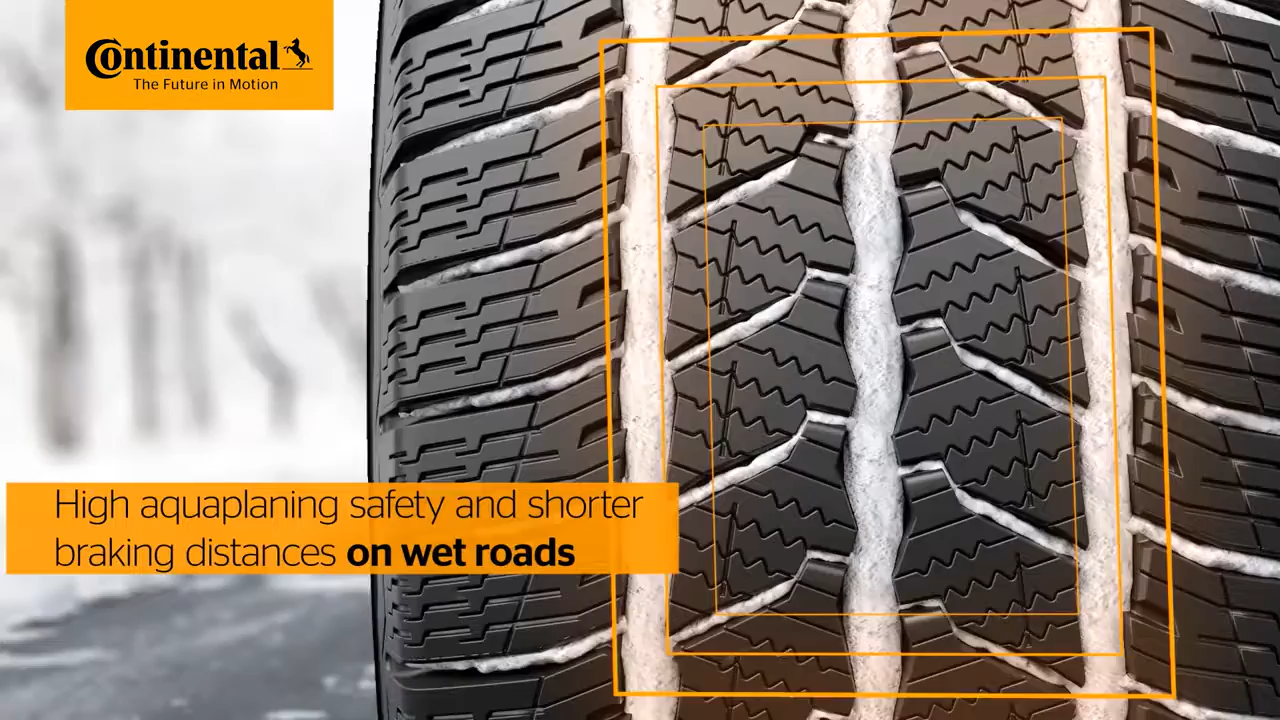 Continental
The Future in Motion
High aquaplaning safety and shorter
braking distances on wet roads